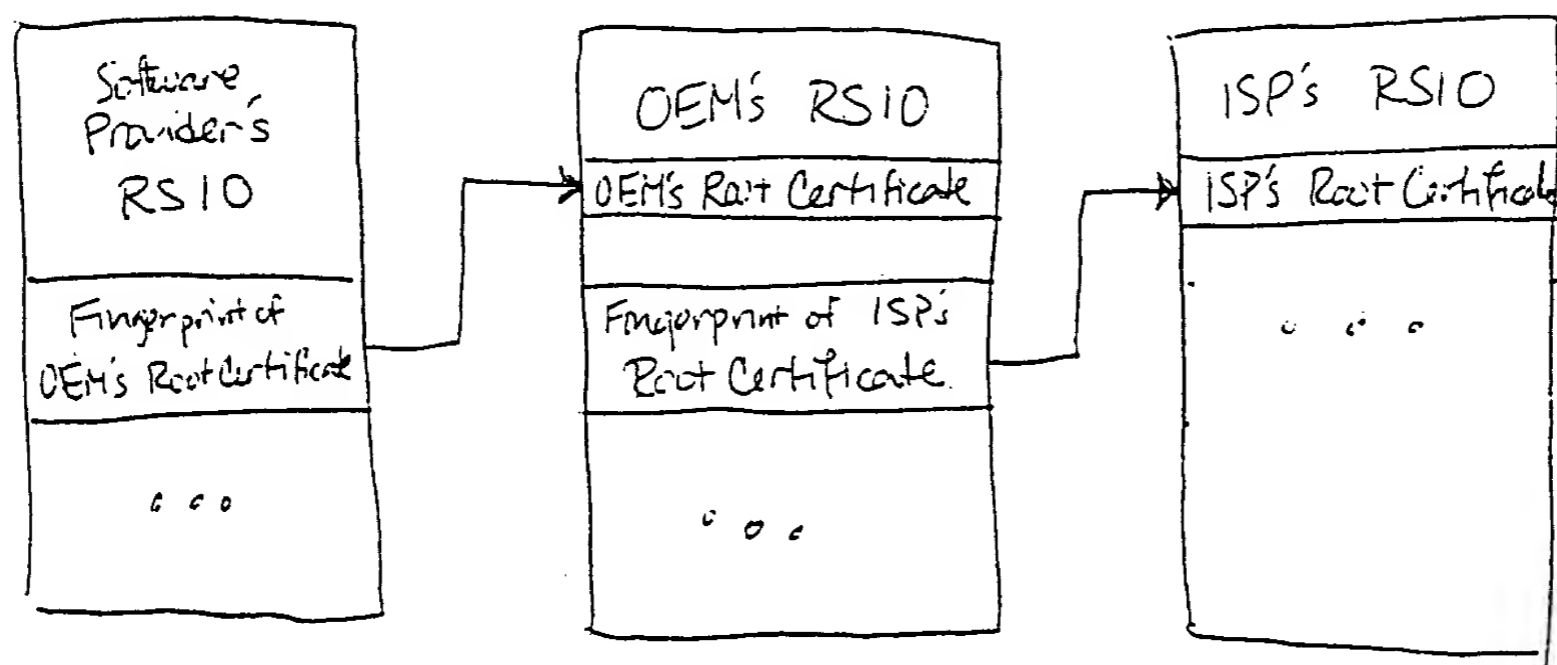 Software
Provider's
RSIO
Fingerprint of
OEM's Root Certificate
...
OEM's RSIO
OEM's Root Certificate
Fingerprint of ISP's
Root Certificate.
...
ISP's RSIO
ISP's Root Certificate
...